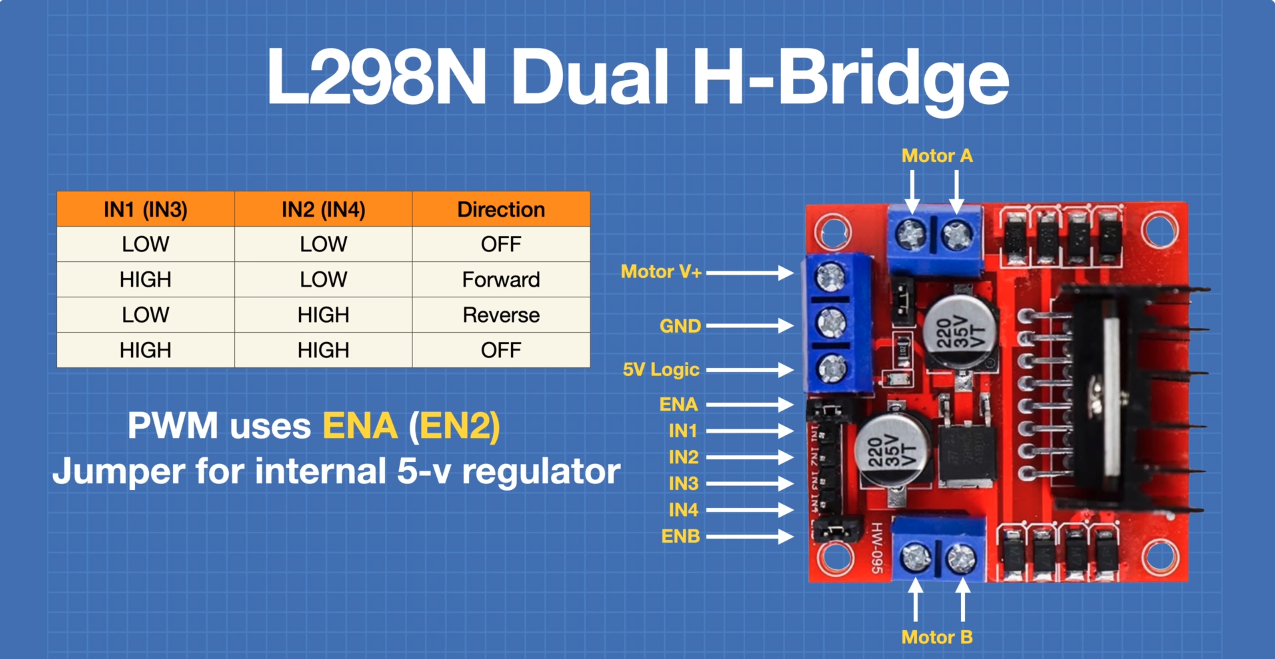 L298N Dual H-Bridge
IN1 (IN3) IN2 (IN4) Direction
LOW LOW OFF
HIGH LOW Forward
LOW HIGH Reverse
HIGH HIGH OFF
PWM uses ENA (EN2)
Jumper for internal 5-v regulator
Motor A
Motor V+
GND
5V Logic
ENA
IN1
IN2
IN3
IN4
ENB
Motor B
220
35V
VT
220
35V
VT
HW-095